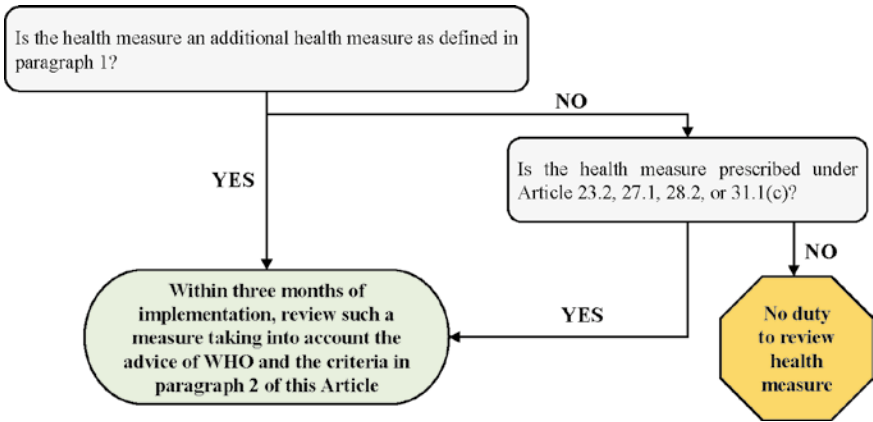 Is the health measure an additional health measure as defined in
paragraph 1?
NO
YES
Is the health measure prescribed under
Article 23.2, 27.1, 28.2, or 31.1(c)?
NO
YES
Within three months of
implementation, review such a
measure taking into account the
advice of WHO and the criteria in
paragraph 2 of this Article
No duty
to review
health
measure